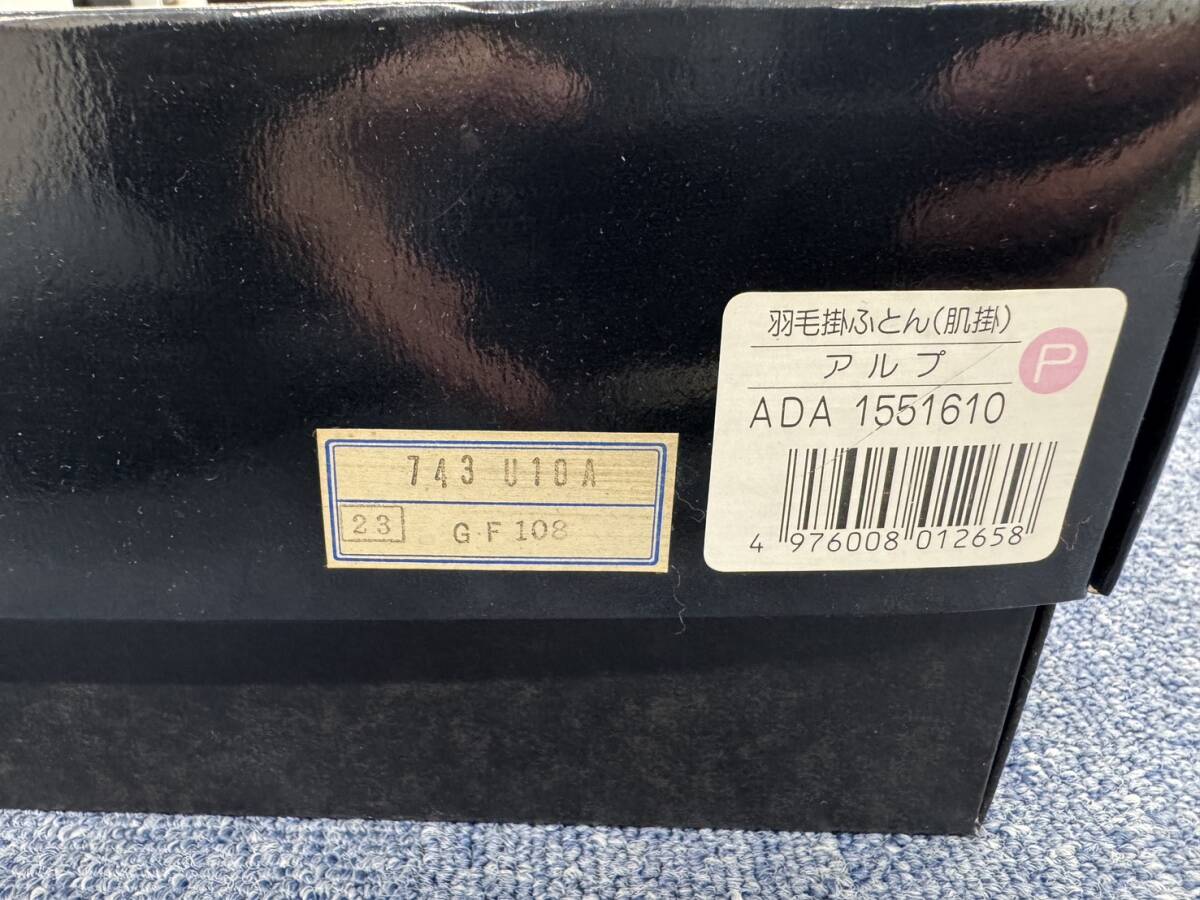 羽毛掛ふとん(肌掛)
アルプ
P
ADA 1551610
4 976008 012658
743 U10A
23 GF108